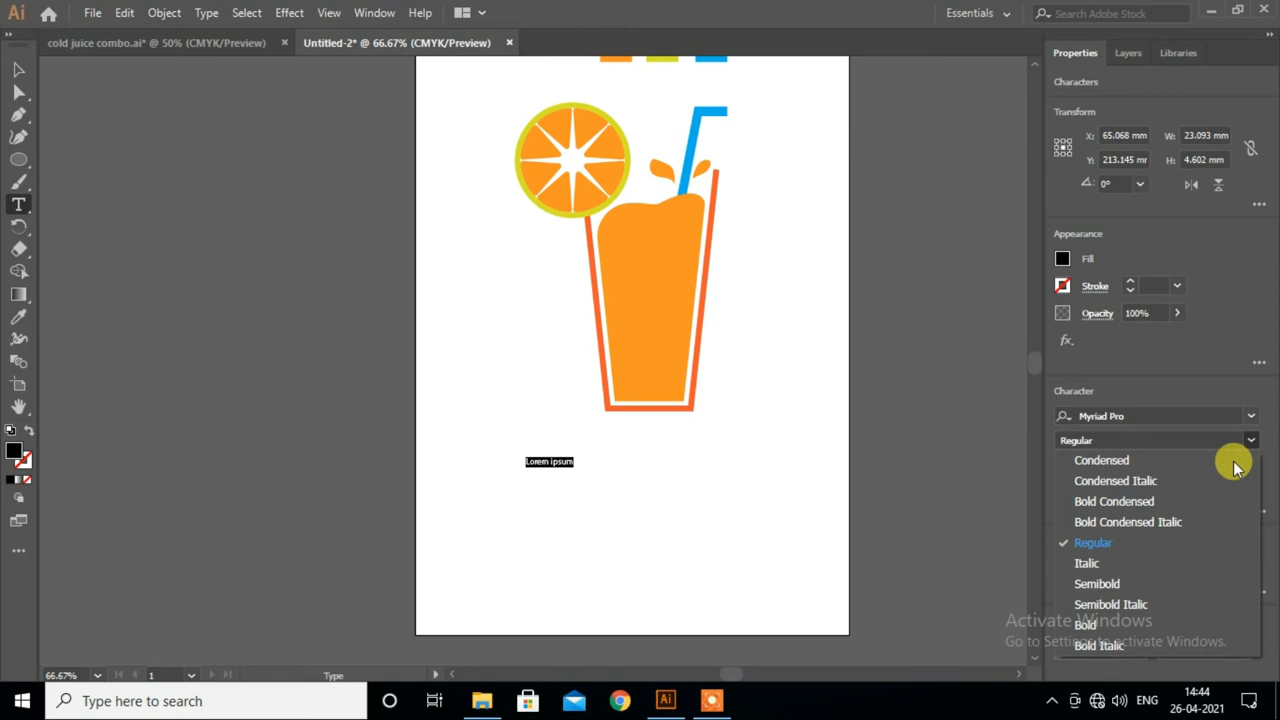 Ai File Edit Object Type Select Effect View Window Help Essentials Search Adobe Stock
cold juice combo.ai* @ 50% (CMYK/Preview) Untitled-2* @ 66.67% (CMYK/Preview)
Properties Layers Libraries
Characters
Transform
X: 65.068 mm W: 23.093 mm
Y: 213.145 mr H: 4.602 mm
0°
Appearance
Fill
Stroke
Opacity 100%
fx.
Character
Myriad Pro
Regular
Condensed
Condensed Italic
Bold Condensed
Bold Condensed Italic
Regular
Italic
Semibold
Semibold Italic
Bold
Bold Italic
Lorem ipsum
Activate Windows
Go to Settings to activate Windows.
66.67% 1 Type
Type here to search
Ai
ENG
14:44
26-04-2021